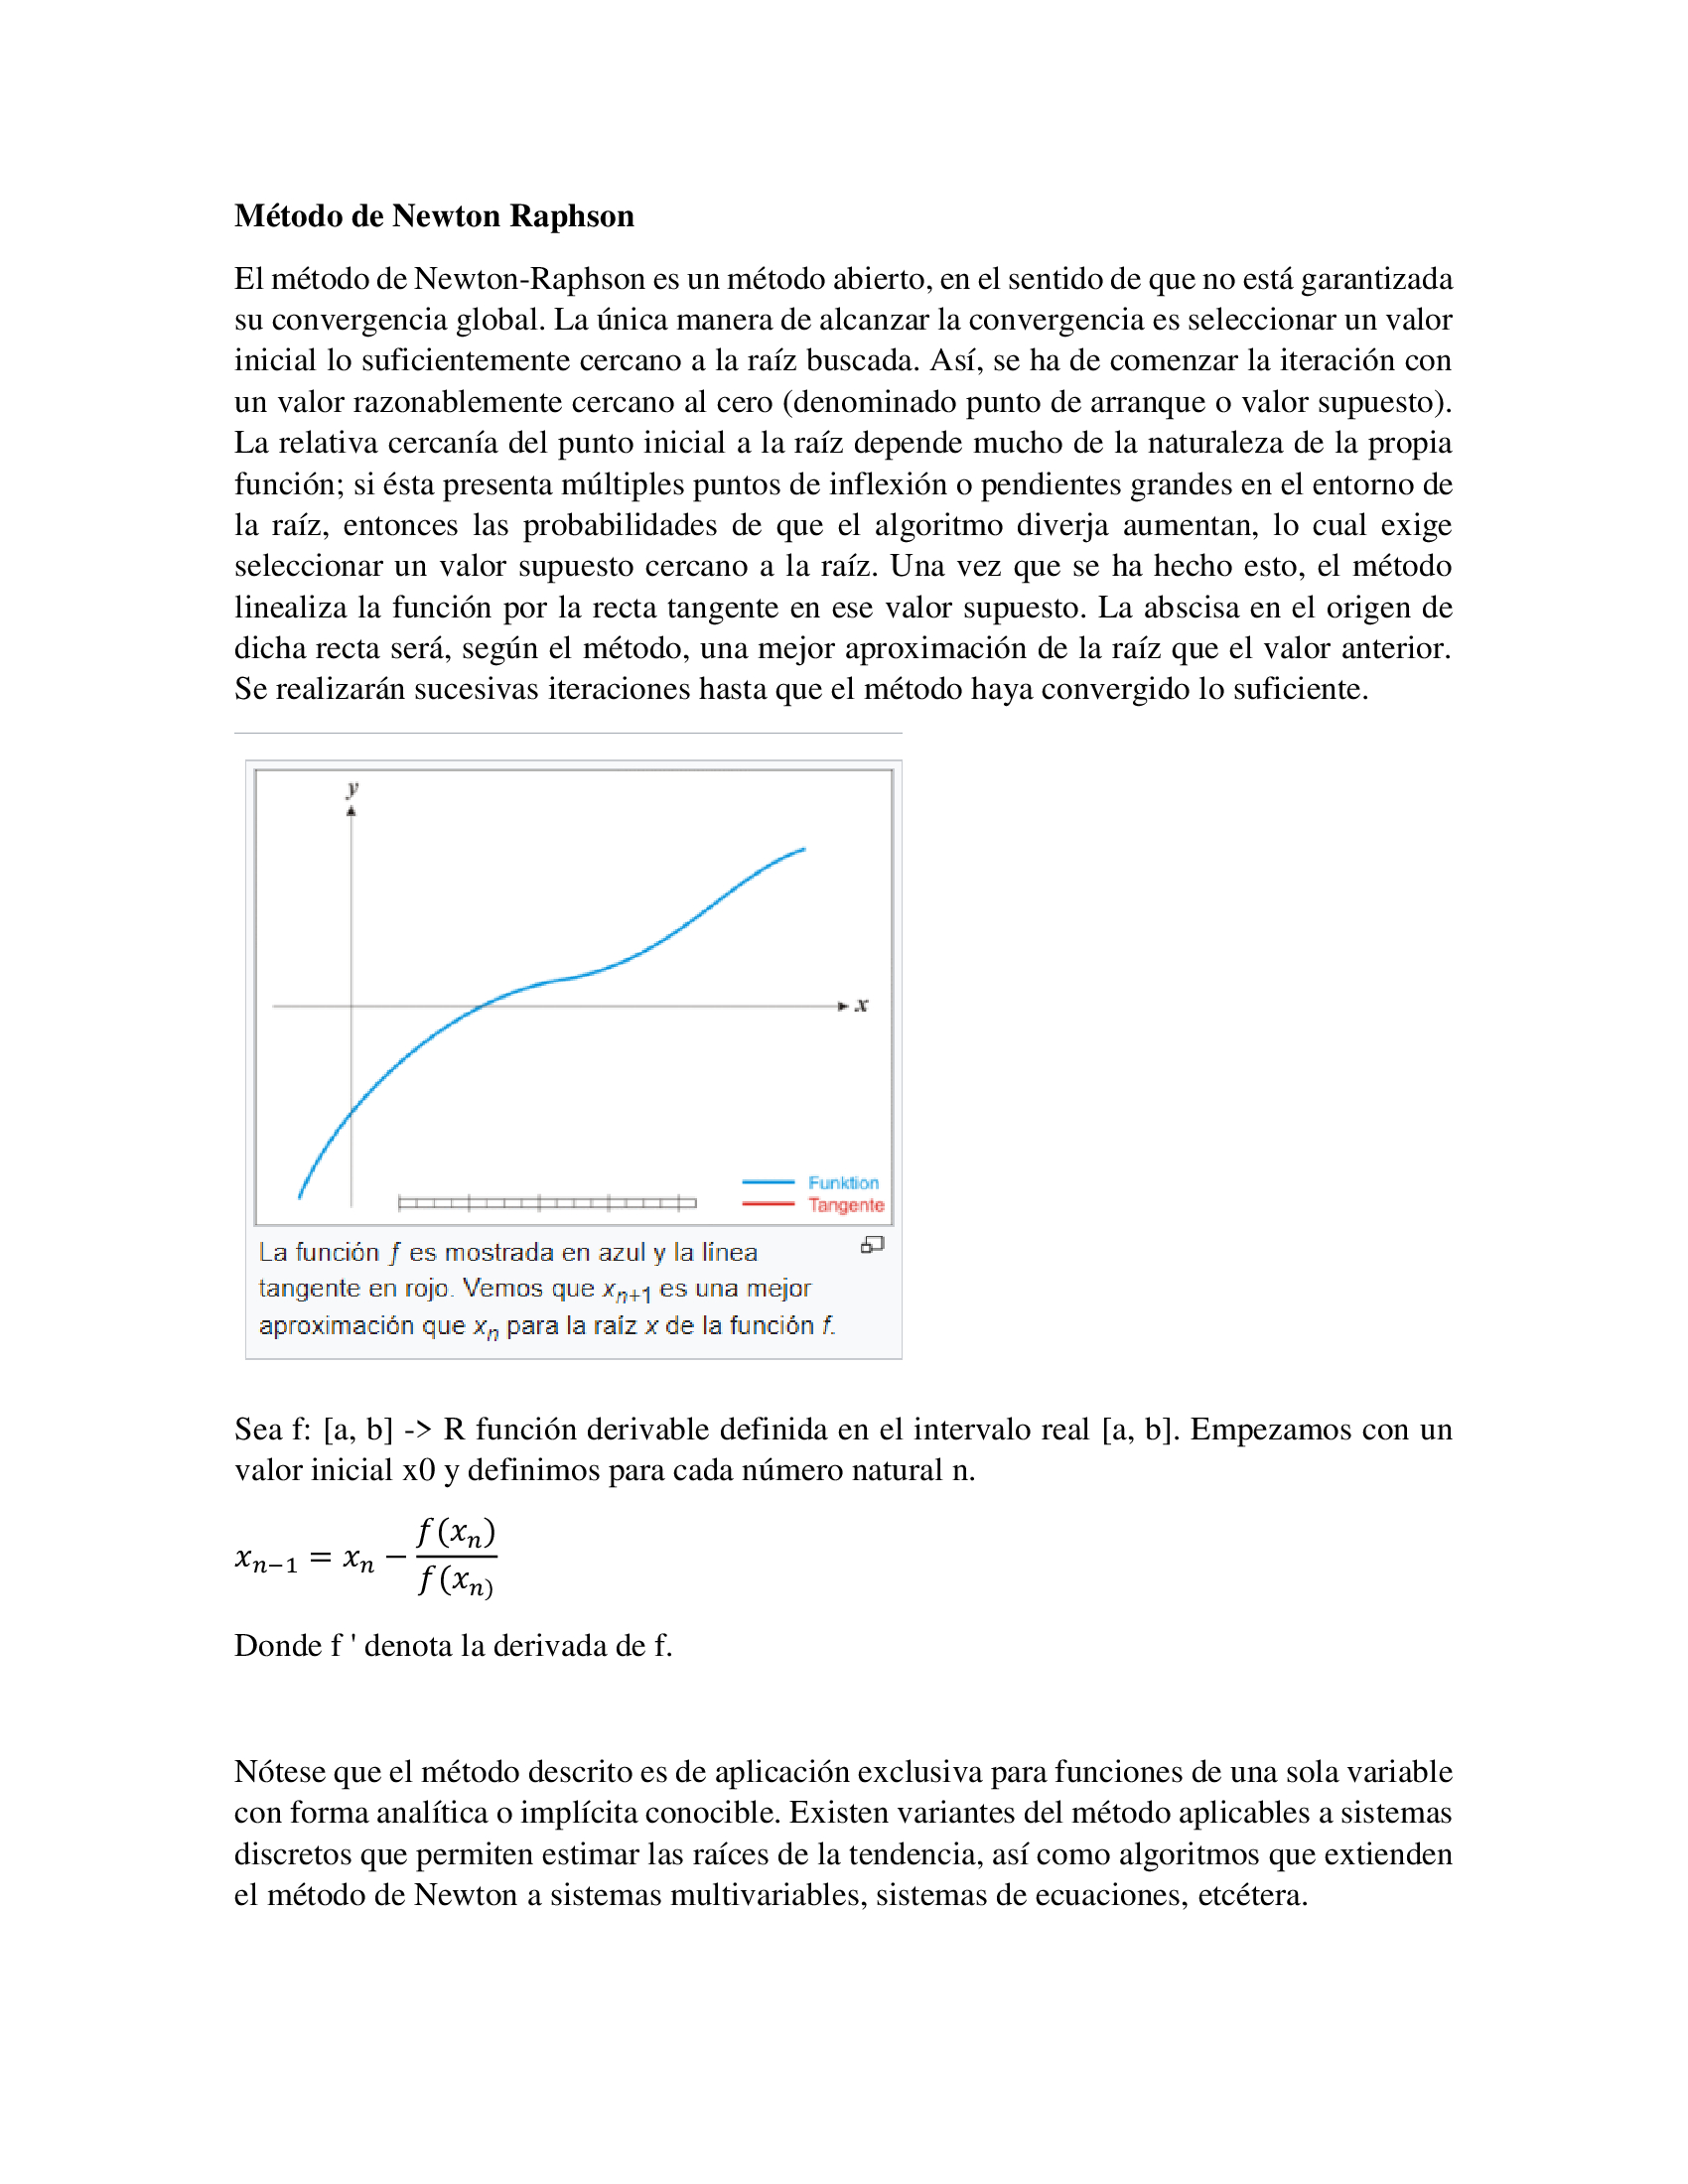 Método de Newton Raphson
El método de Newton-Raphson es un método abierto, en el sentido de que no está garantizada
su convergencia global. La única manera de alcanzar la convergencia es seleccionar un valor
inicial lo suficientemente cercano a la raíz buscada. Así, se ha de comenzar la iteración con
un valor razonablemente cercano al cero (denominado punto de arranque o valor supuesto).
La relativa cercanía del punto inicial a la raíz depende mucho de la naturaleza de la propia
función; si ésta presenta múltiples puntos de inflexión o pendientes grandes en el entorno de
la raíz, entonces las probabilidades de que el algoritmo diverja aumentan, lo cual exige
seleccionar un valor supuesto cercano a la raíz. Una vez que se ha hecho esto, el método
linealiza la función por la recta tangente en ese valor supuesto. La abscisa en el origen de
dicha recta será, según el método, una mejor aproximación de la raíz que el valor anterior.
Se realizarán sucesivas iteraciones hasta que el método haya convergido lo suficiente.
y
x
Funktion
Tangente
La función f es mostrada en azul y la línea
tangente en rojo. Vemos que xₙ₊₁ es una mejor
aproximación que xₙ para la raíz x de la función f.
Sea f: [a, b] -> R función derivable definida en el intervalo real [a, b]. Empezamos con un
valor inicial x0 y definimos para cada número natural n.
xₙ₋₁ = xₙ − f(xₙ) / f(xₙ)
Donde f ' denota la derivada de f.
Nótese que el método descrito es de aplicación exclusiva para funciones de una sola variable
con forma analítica o implícita conocible. Existen variantes del método aplicables a sistemas
discretos que permiten estimar las raíces de la tendencia, así como algoritmos que extienden
el método de Newton a sistemas multivariables, sistemas de ecuaciones, etcétera.